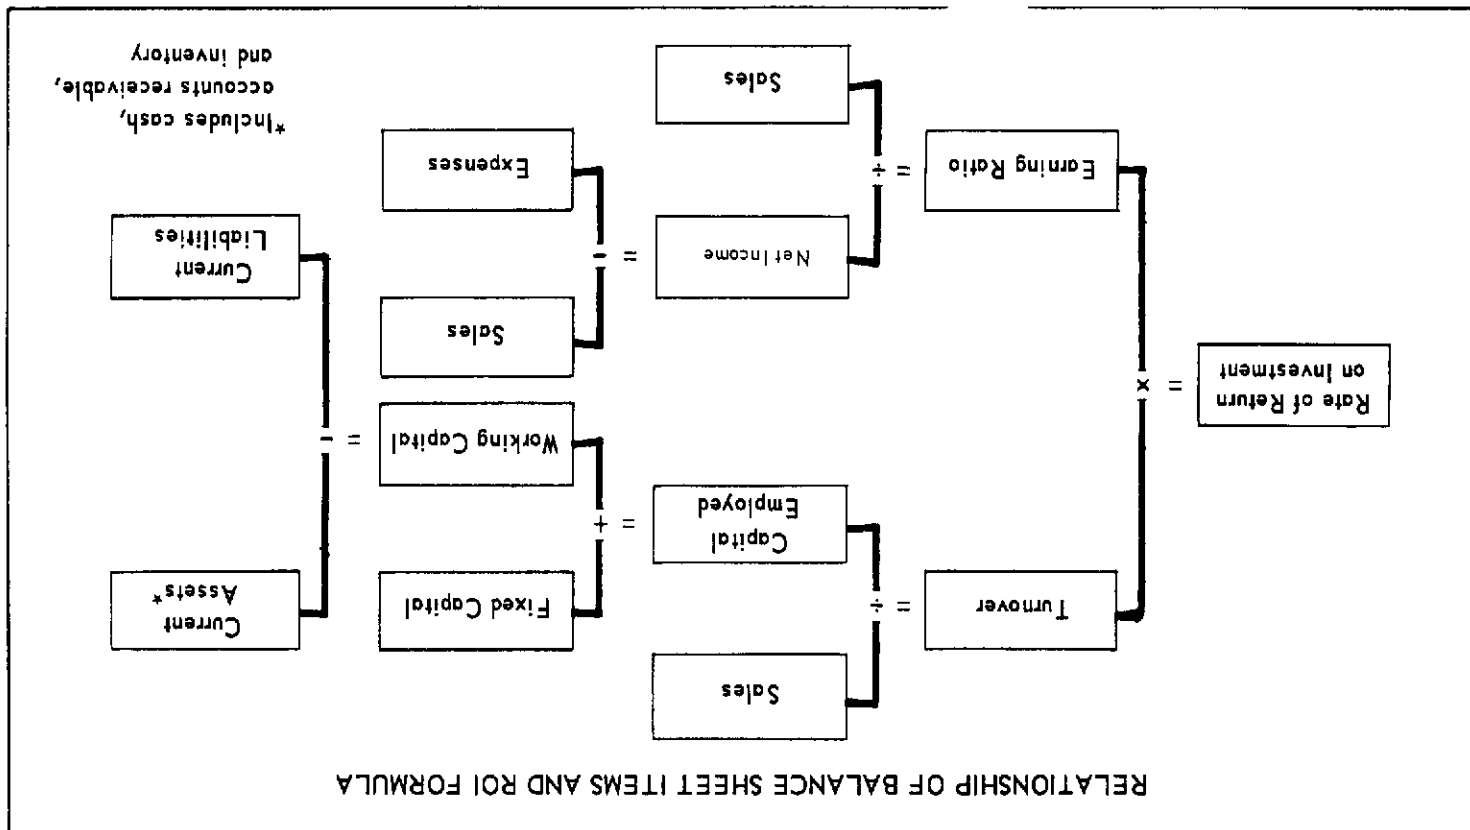 RELATIONSHIP OF BALANCE SHEET ITEMS AND ROI FORMULA
Rate of Return
on Investment
=
×
Turnover
=
÷
Sales
Capital
Employed
=
+
Fixed Capital
Working Capital
=
-
Current
Assets*
Current
Liabilities
Earning Ratio
=
÷
Net Income
=
-
Sales
Expenses
Sales
*Includes cash,
accounts receivable,
and inventory